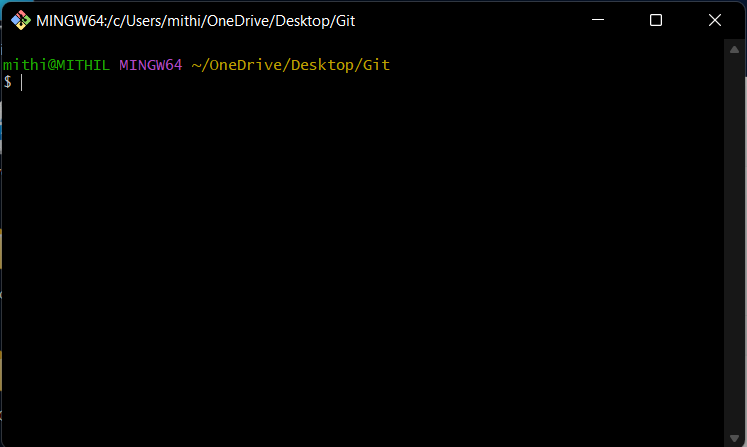 MINGW64:/c/Users/mithi/OneDrive/Desktop/Git
mithi@MITHIL MINGW64 ~/OneDrive/Desktop/Git
$